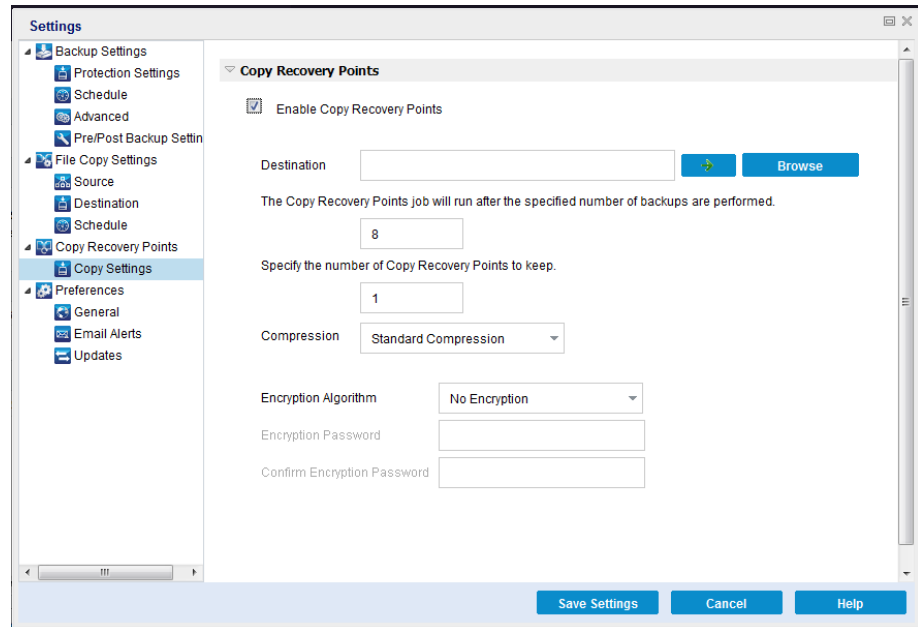 Settings
Backup Settings
Protection Settings
Schedule
Advanced
Pre/Post Backup Settin
File Copy Settings
Source
Destination
Schedule
Copy Recovery Points
Copy Settings
Preferences
General
Email Alerts
Updates
Copy Recovery Points
Enable Copy Recovery Points
Destination
Browse
The Copy Recovery Points job will run after the specified number of backups are performed.
8
Specify the number of Copy Recovery Points to keep.
1
Compression Standard Compression
Encryption Algorithm No Encryption
Encryption Password
Confirm Encryption Password
Save Settings Cancel Help